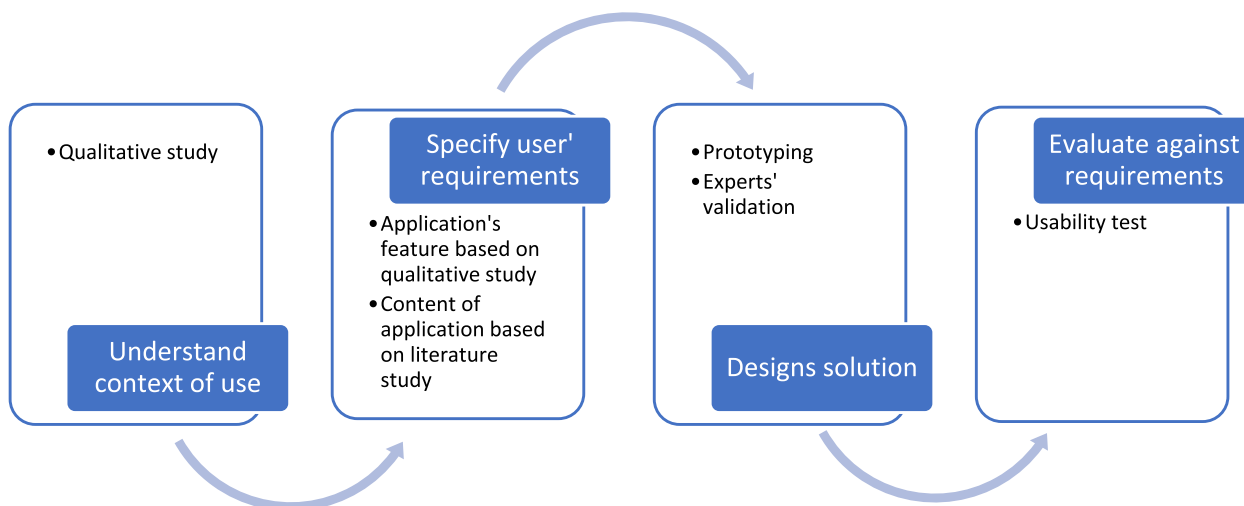 •Qualitative study
Understand
context of use
Specify user'
requirements
•Application's
feature based on
qualitative study
•Content of
application based
on literature
study
•Prototyping
•Experts'
validation
Designs solution
Evaluate against
requirements
•Usability test